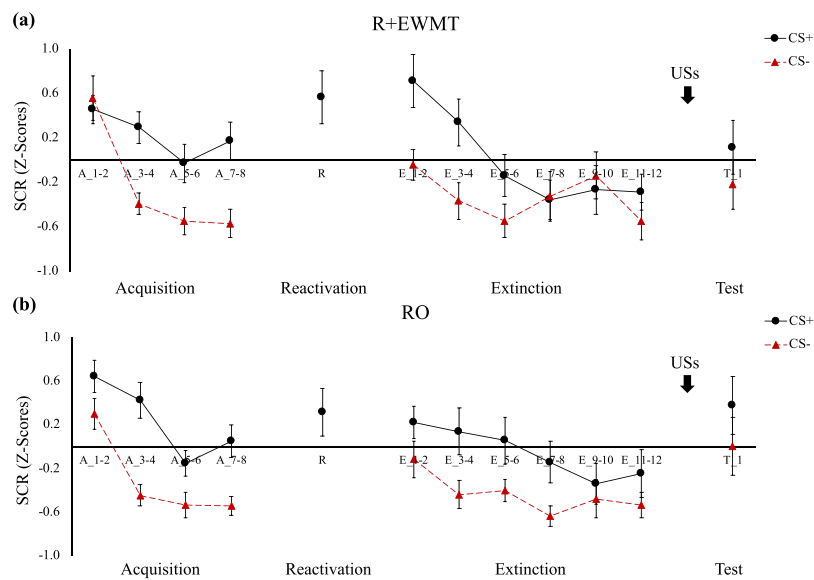 (a)
R+EWMT
CS+
CS-
USs
SCR (Z-Scores)
1.0
0.6
0.2
-0.2
-0.6
-1.0
A_1-2 A_3-4 A_5-6 A_7-8 R E_1-2 E_3-4 E_5-6 E_7-8 E_9-10 E_11-12 T_1
Acquisition Reactivation Extinction Test
(b)
RO
CS+
CS-
USs
SCR (Z-Scores)
1.0
0.6
0.2
-0.2
-0.6
-1.0
A_1-2 A_3-4 A_5-6 A_7-8 R E_1-2 E_3-4 E_5-6 E_7-8 E_9-10 E_11-12 T_1
Acquisition Reactivation Extinction Test